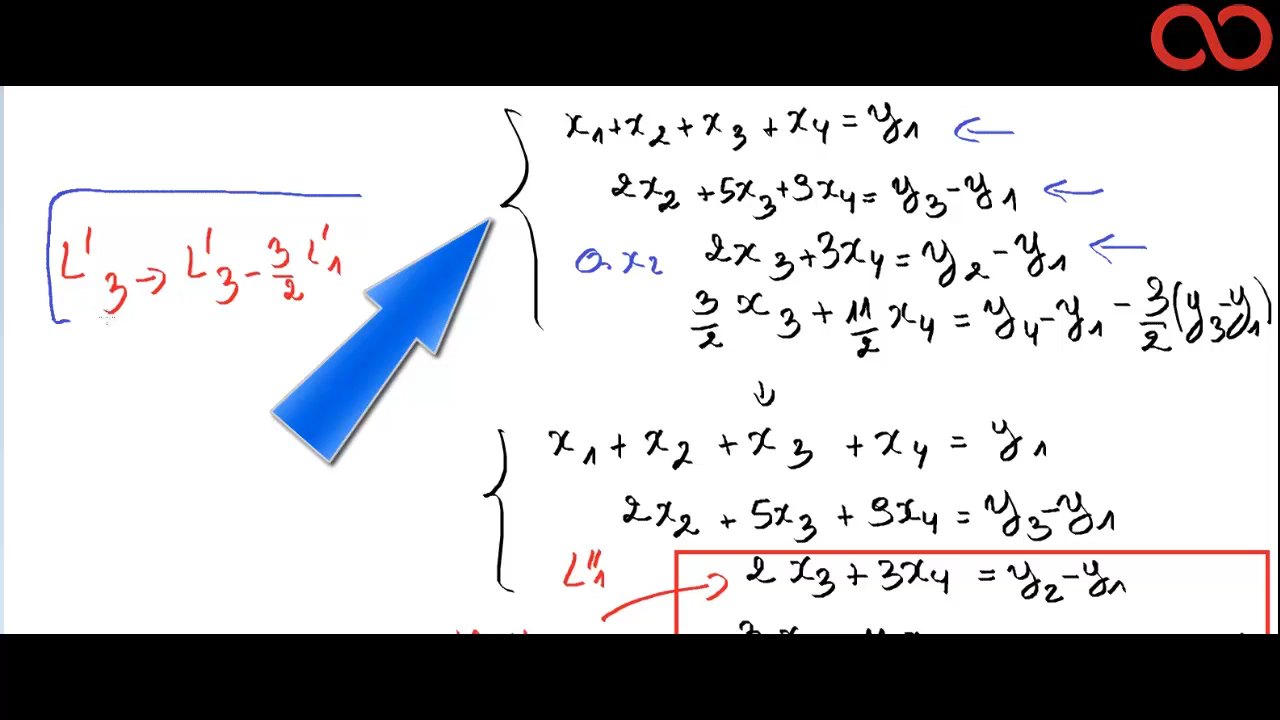 x₁ + x₂ + x₃ + x₄ = y₁
2x₂ + 5x₃ + 9x₄ = y₃ - y₁
L'₃ → L'₃ - 3/2 L'₁
0.x₂ 2x₃ + 3x₄ = y₂ - y₁
3/2 x₃ + 11/2 x₄ = y₄ - y₁ - 3/2 (y₃ - y₁)
x₁ + x₂ + x₃ + x₄ = y₁
2x₂ + 5x₃ + 9x₄ = y₃ - y₁
L''₁ 2x₃ + 3x₄ = y₂ - y₁